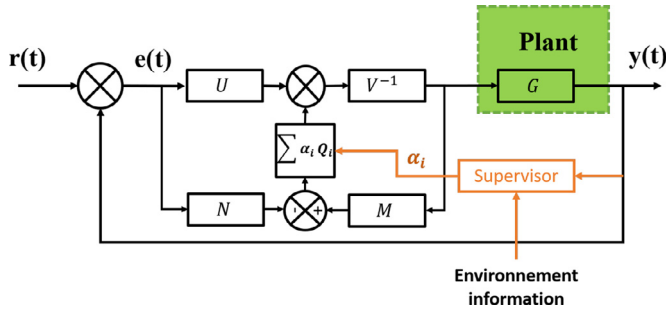 Plant
r(t)
e(t)
y(t)
U
V⁻¹
G
∑ αᵢ Qᵢ
αᵢ
Supervisor
N
- +
M
Environnement
information